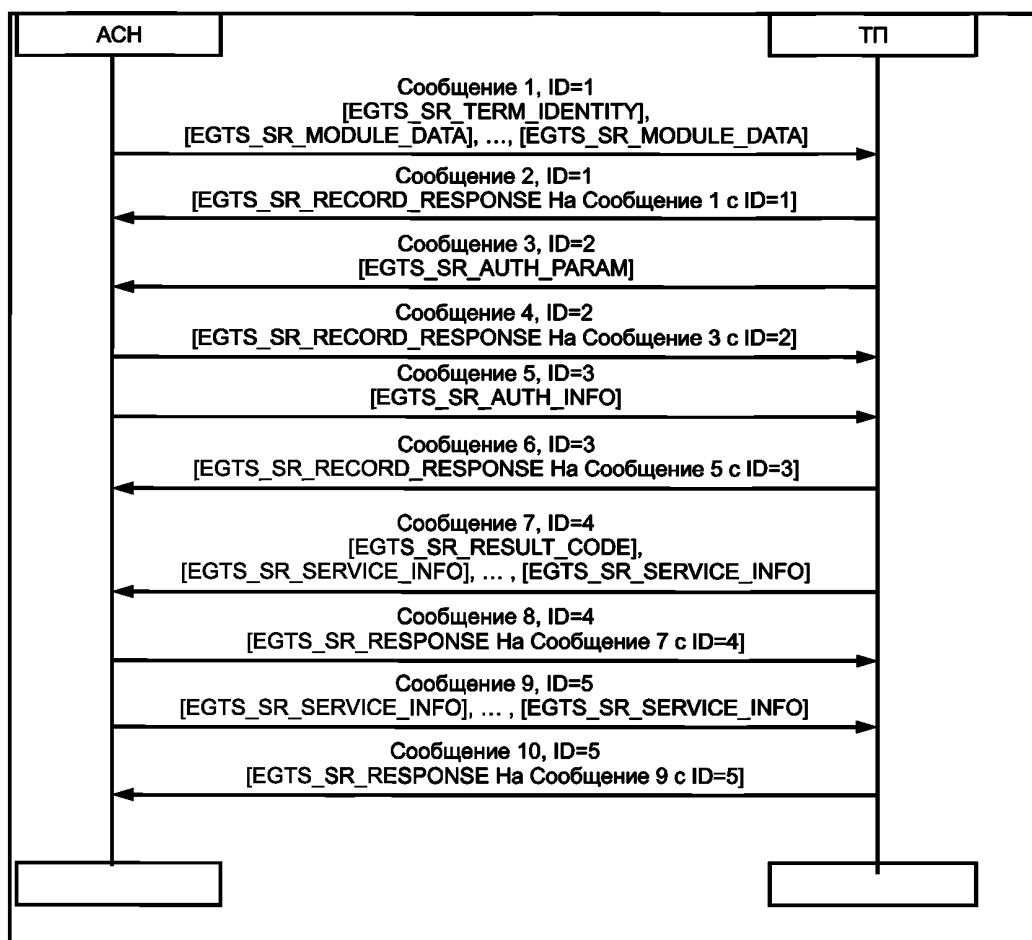 АСН
ТП
Сообщение 1, ID=1
[EGTS_SR_TERM_IDENTITY],
[EGTS_SR_MODULE_DATA], ..., [EGTS_SR_MODULE_DATA]
Сообщение 2, ID=1
[EGTS_SR_RECORD_RESPONSE На Сообщение 1 с ID=1]
Сообщение 3, ID=2
[EGTS_SR_AUTH_PARAM]
Сообщение 4, ID=2
[EGTS_SR_RECORD_RESPONSE На Сообщение 3 с ID=2]
Сообщение 5, ID=3
[EGTS_SR_AUTH_INFO]
Сообщение 6, ID=3
[EGTS_SR_RECORD_RESPONSE На Сообщение 5 с ID=3]
Сообщение 7, ID=4
[EGTS_SR_RESULT_CODE],
[EGTS_SR_SERVICE_INFO], ... , [EGTS_SR_SERVICE_INFO]
Сообщение 8, ID=4
[EGTS_SR_RESPONSE На Сообщение 7 с ID=4]
Сообщение 9, ID=5
[EGTS_SR_SERVICE_INFO], ... , [EGTS_SR_SERVICE_INFO]
Сообщение 10, ID=5
[EGTS_SR_RESPONSE На Сообщение 9 с ID=5]